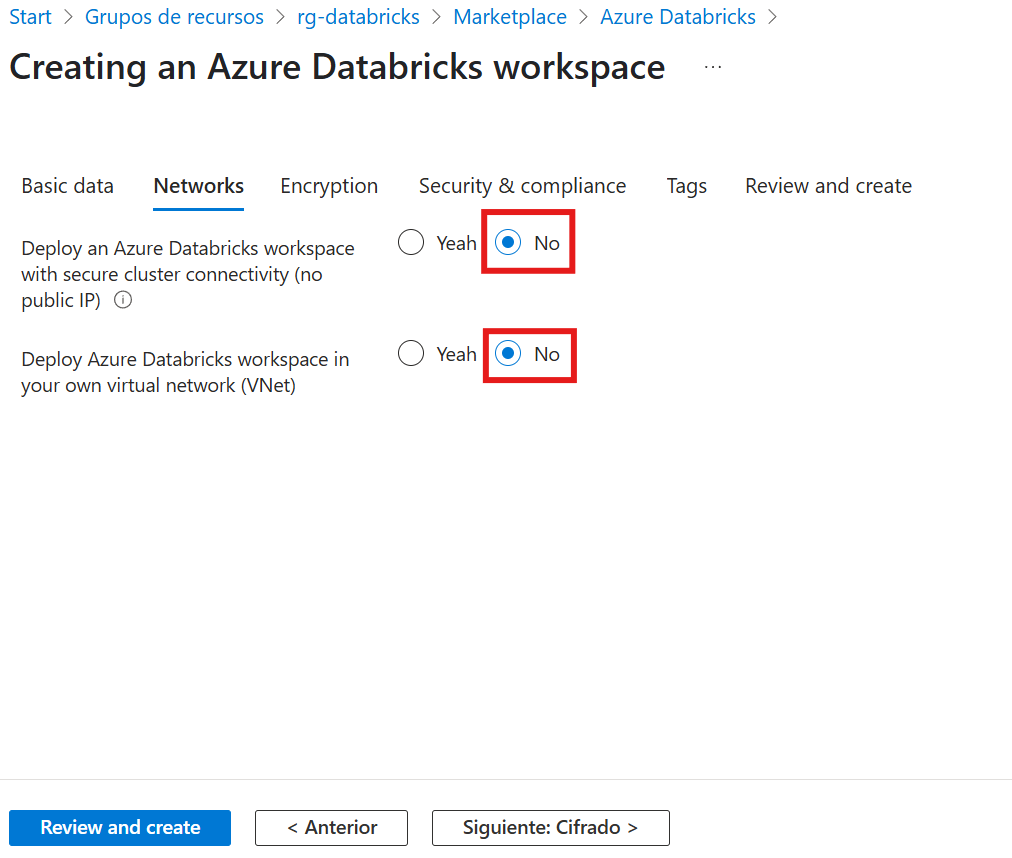 Start > Grupos de recursos > rg-databricks > Marketplace > Azure Databricks >
Creating an Azure Databricks workspace ...
Basic data Networks Encryption Security & compliance Tags Review and create
Deploy an Azure Databricks workspace
with secure cluster connectivity (no
public IP)
Yeah No
Deploy Azure Databricks workspace in
your own virtual network (VNet)
Yeah No
Review and create < Anterior Siguiente: Cifrado >